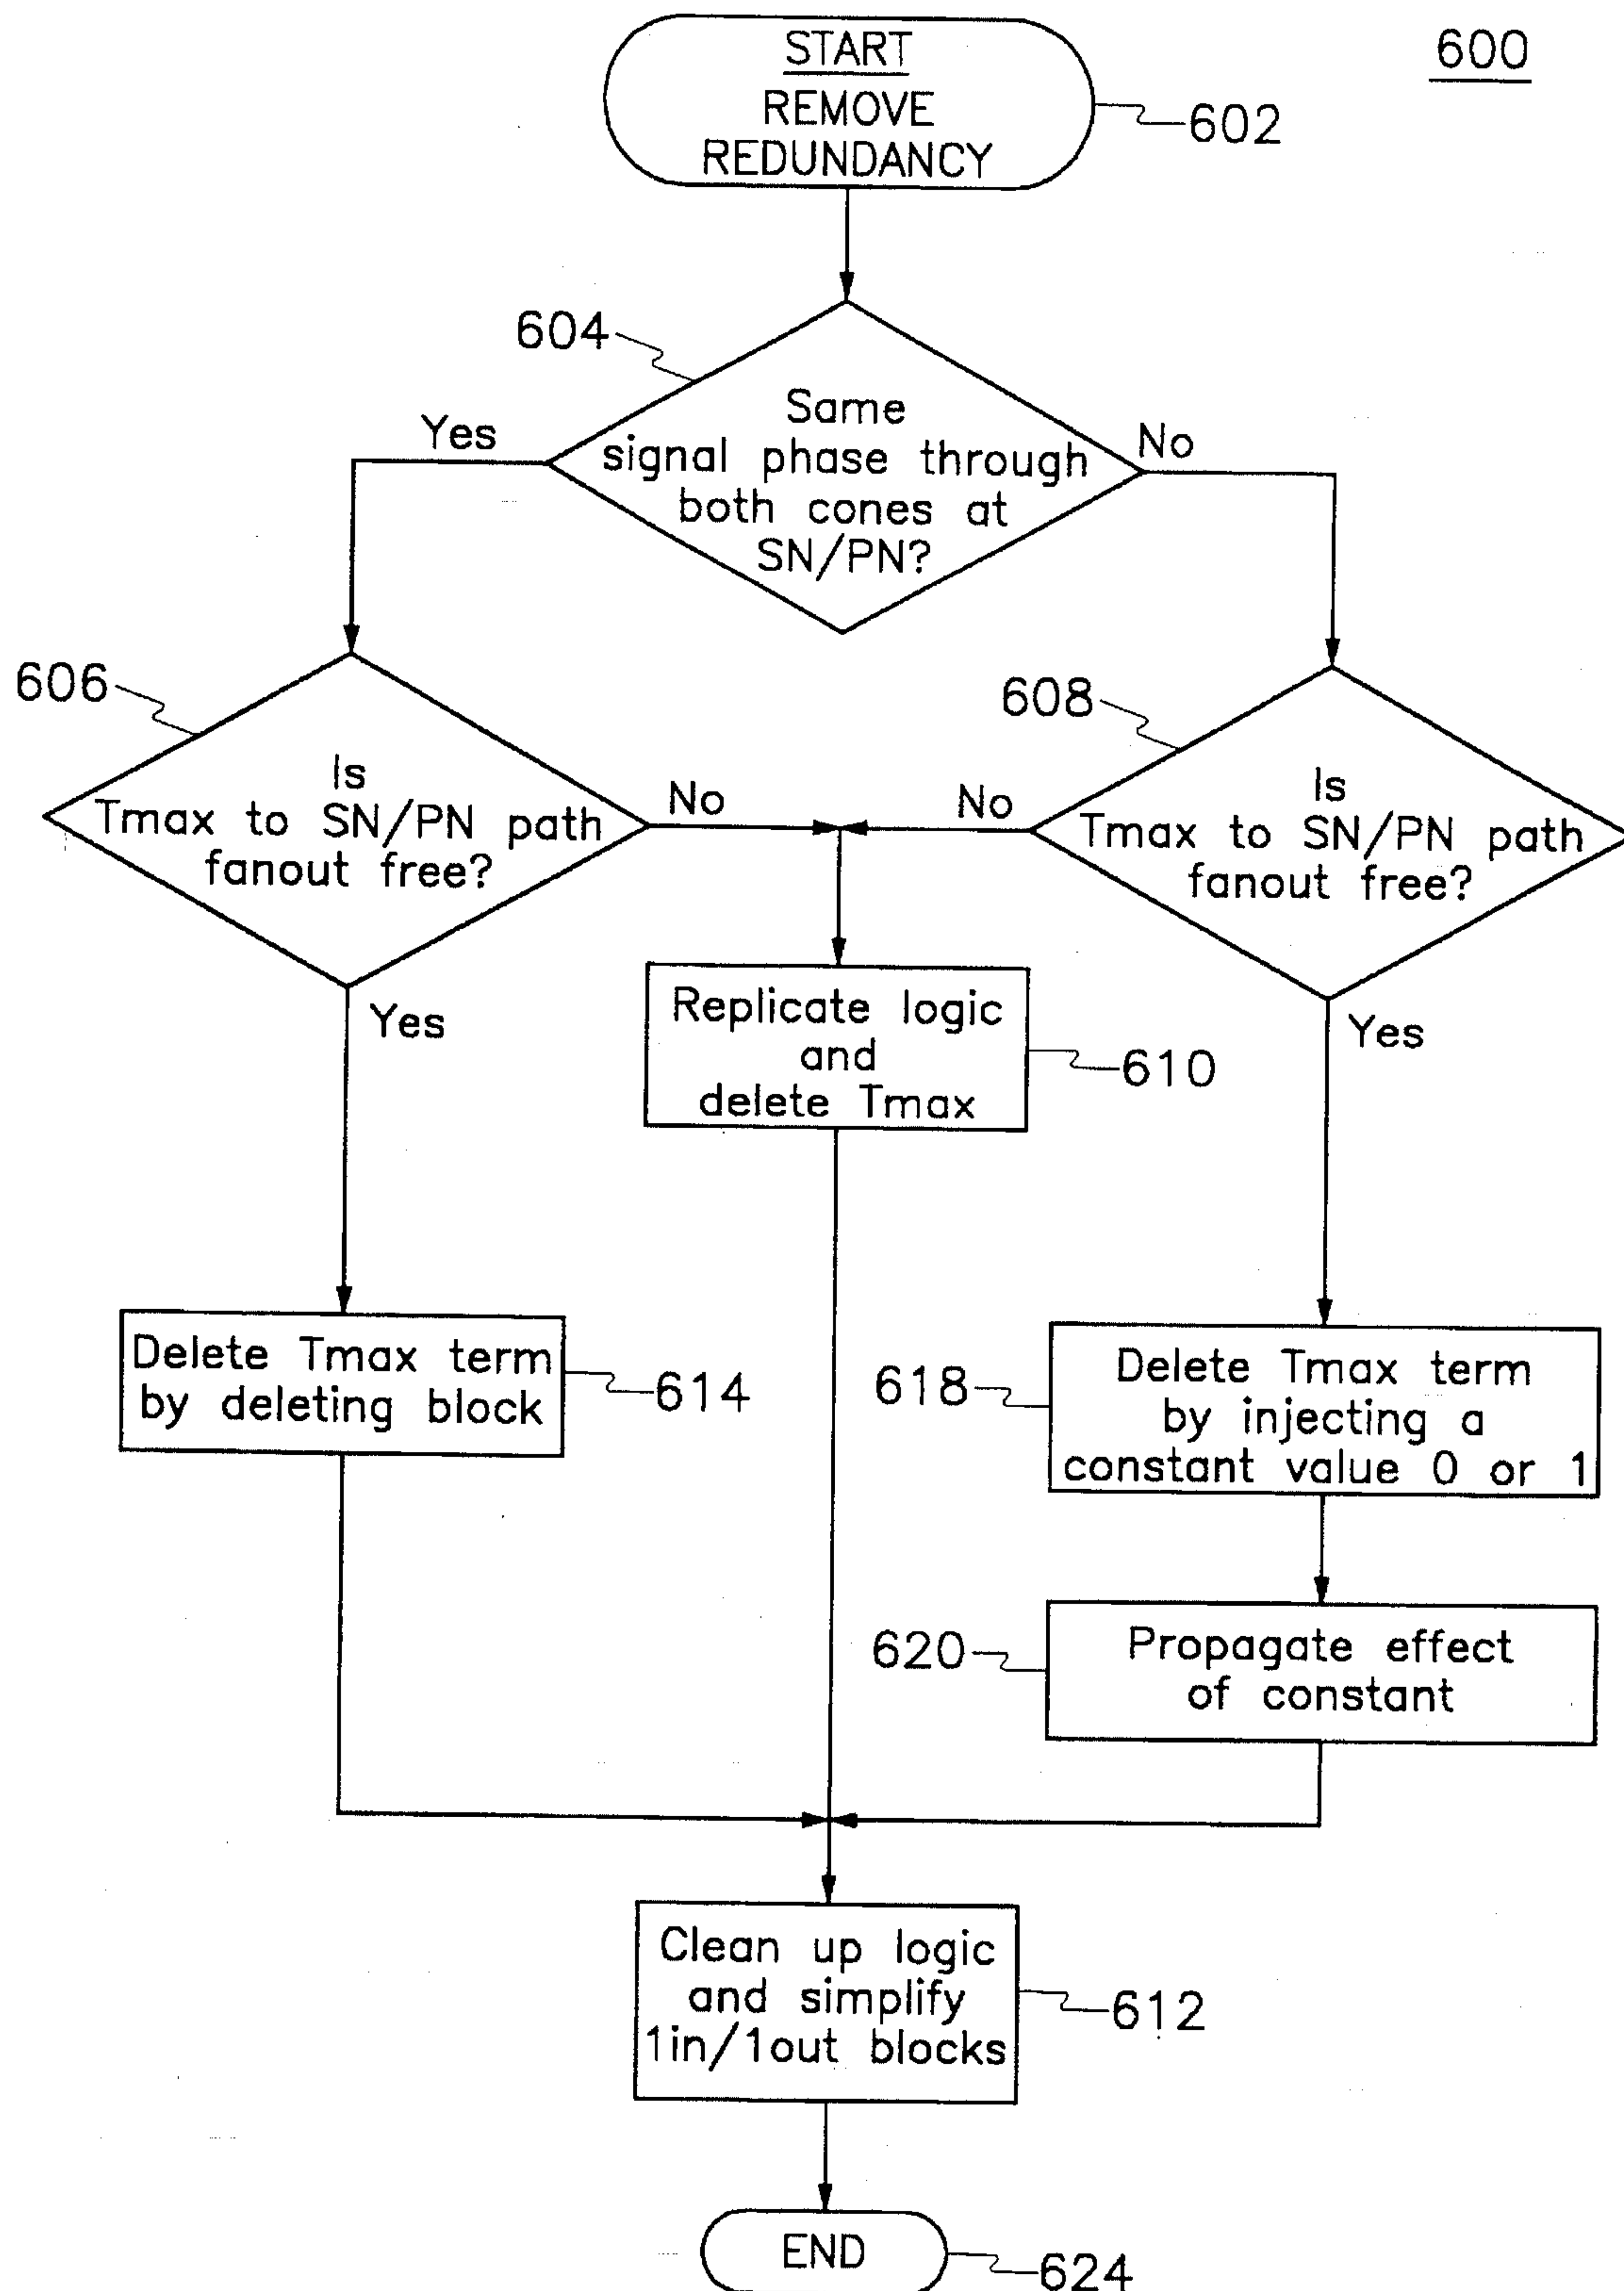 600
START
REMOVE
REDUNDANCY
602
604
Same
signal phase through
both cones at
SN/PN?
Yes
No
606
Is
Tmax to SN/PN path
fanout free?
No
Yes
608
Is
Tmax to SN/PN path
fanout free?
No
Yes
Replicate logic
and
delete Tmax
610
Delete Tmax term
by deleting block
614
618
Delete Tmax term
by injecting a
constant value 0 or 1
620
Propagate effect
of constant
Clean up logic
and simplify
1in/1out blocks
612
END
624